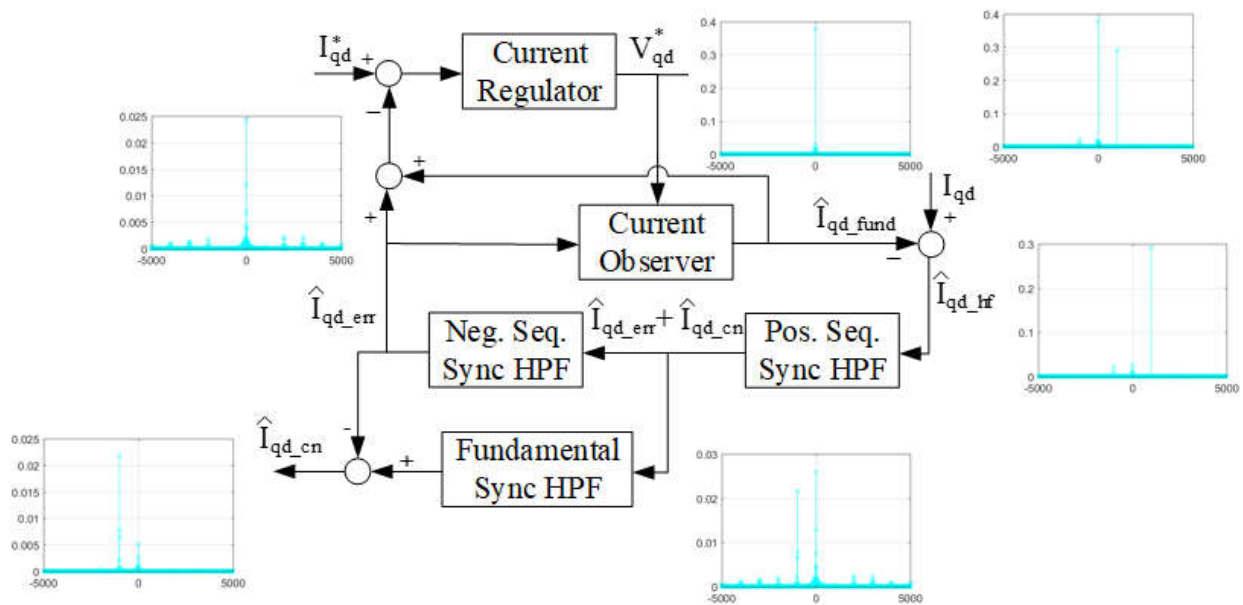 I*qd
+
−
Current
Regulator
V*qd
0.4
0.3
0.2
0.1
0
-5000 0 5000
0.4
0.3
0.2
0.1
0
-5000 0 5000
0.025
0.02
0.015
0.01
0.005
0
-5000 0 5000
+
+
Current
Observer
Îqd_fund
Iqd
+
−
Îqd_hf
0.3
0.2
0.1
0
-5000 0 5000
Îqd_err
Neg. Seq.
Sync HPF
Îqd_err + Îqd_cn
Pos. Seq.
Sync HPF
Îqd_cn
-
+
Fundamental
Sync HPF
0.025
0.02
0.015
0.01
0.005
0
-5000 0 5000
0.03
0.02
0.01
0
-5000 0 5000